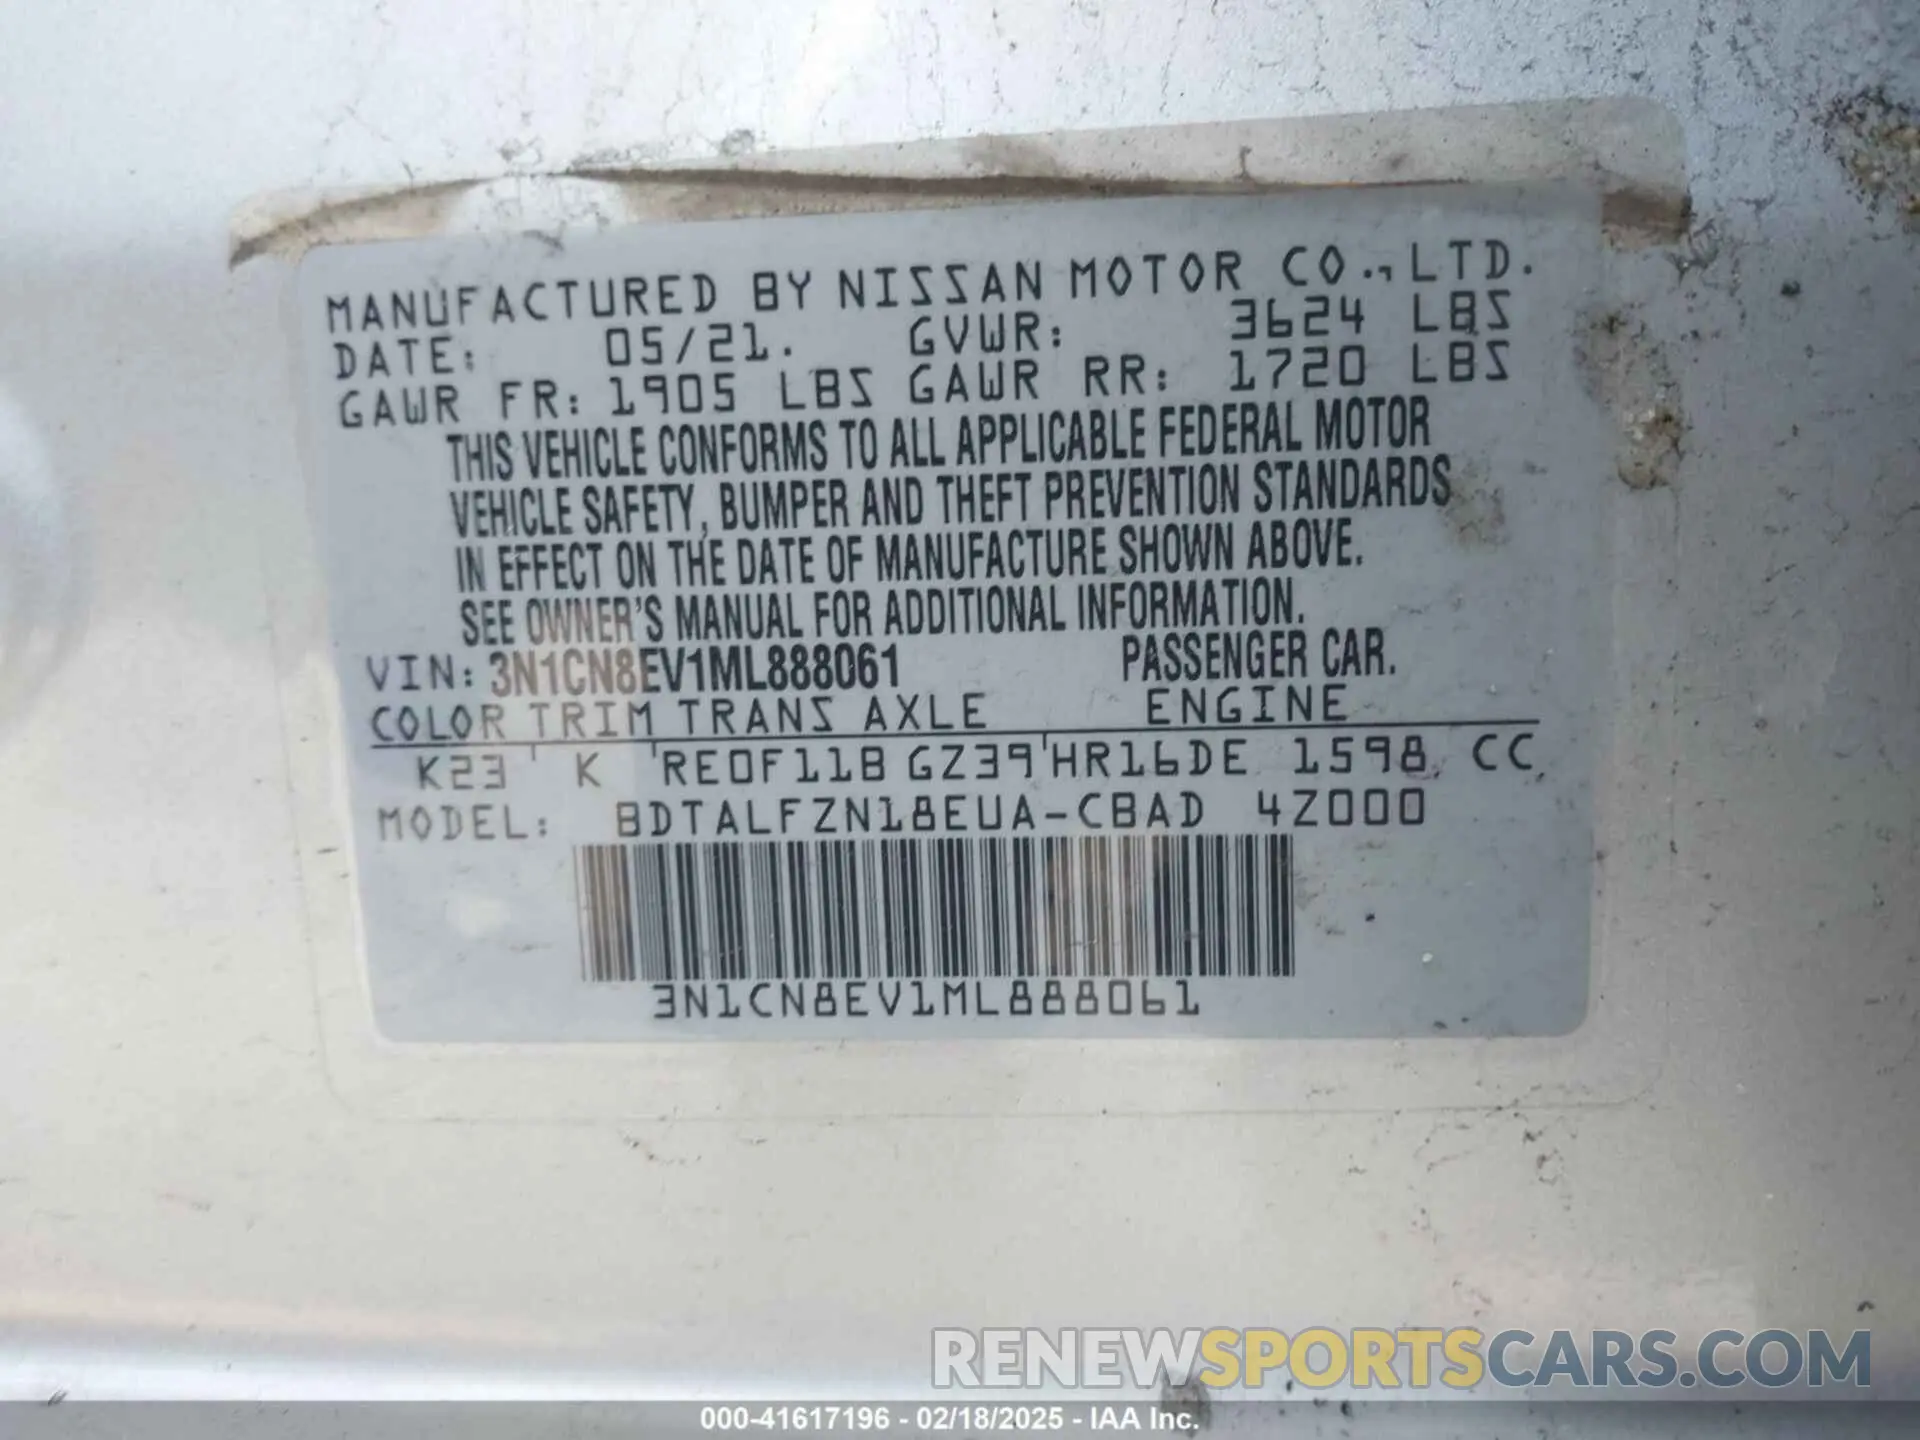 MANUFACTURED BY NISSAN MOTOR CO., LTD.
DATE: 05/21. GVWR: 3624 LBS
GAWR FR: 1905 LBS GAWR RR: 1720 LBS
THIS VEHICLE CONFORMS TO ALL APPLICABLE FEDERAL MOTOR
VEHICLE SAFETY, BUMPER AND THEFT PREVENTION STANDARDS
IN EFFECT ON THE DATE OF MANUFACTURE SHOWN ABOVE.
SEE OWNER'S MANUAL FOR ADDITIONAL INFORMATION.
VIN: 3N1CN8EV1ML888061 PASSENGER CAR.
COLOR TRIM TRANS AXLE ENGINE
K23 K RE0F11B GZ39 HR16DE 1598 CC
MODEL: BDTALFZN18EUA-CBAD 4Z000
3N1CN8EV1ML888061
RENEWSPORTSCARS.COM
000-41617196 - 02/18/2025 - IAA Inc.